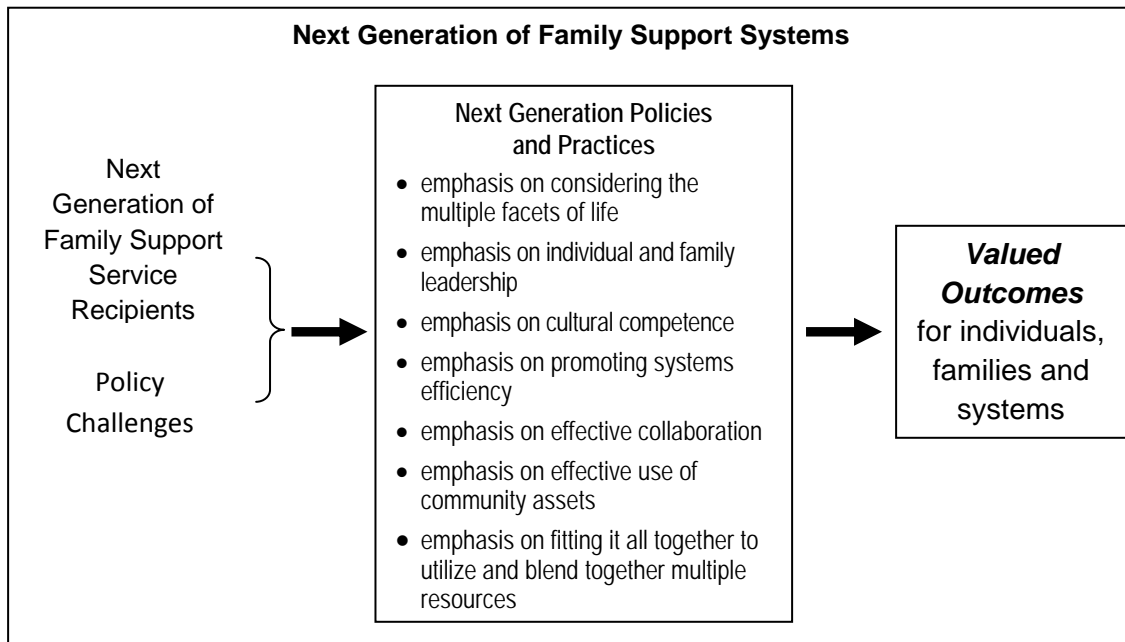 Next Generation of Family Support Systems
Next
Generation of
Family Support
Service
Recipients
Policy
Challenges
Next Generation Policies
and Practices
• emphasis on considering the
multiple facets of life
• emphasis on individual and family
leadership
• emphasis on cultural competence
• emphasis on promoting systems
efficiency
• emphasis on effective collaboration
• emphasis on effective use of
community assets
• emphasis on fitting it all together to
utilize and blend together multiple
resources
Valued
Outcomes
for individuals,
families and
systems